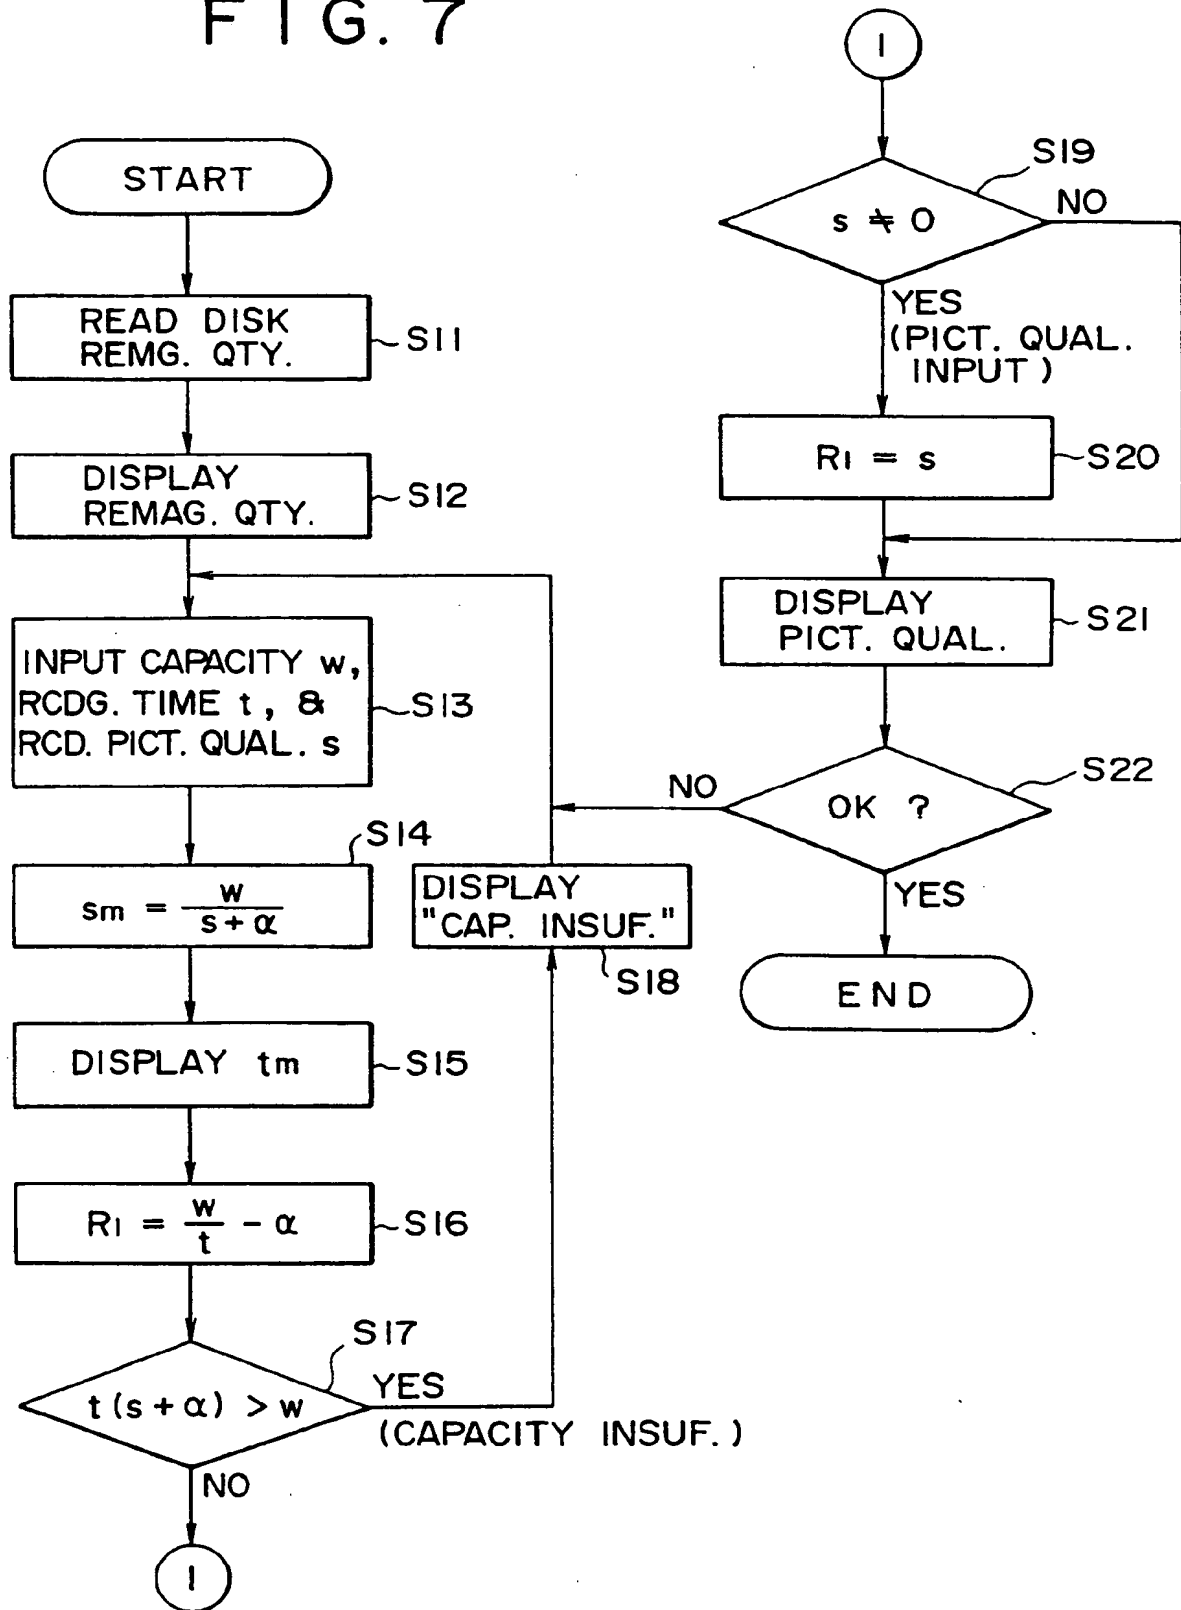 FIG. 7
START
READ DISK
REMG. QTY.
S11
DISPLAY
REMAG. QTY.
S12
INPUT CAPACITY w,
RCDG. TIME t, &
RCD. PICT. QUAL. s
S13
S14
sm = w / (s + α)
DISPLAY tm
S15
R1 = w / t - α
S16
S17
t (s + α) > w
YES
(CAPACITY INSUF.)
NO
1
DISPLAY
"CAP. INSUF."
S18
1
S19
s ≠ 0
NO
YES
(PICT. QUAL.
INPUT)
R1 = s
S20
DISPLAY
PICT. QUAL.
S21
S22
OK ?
NO
YES
END